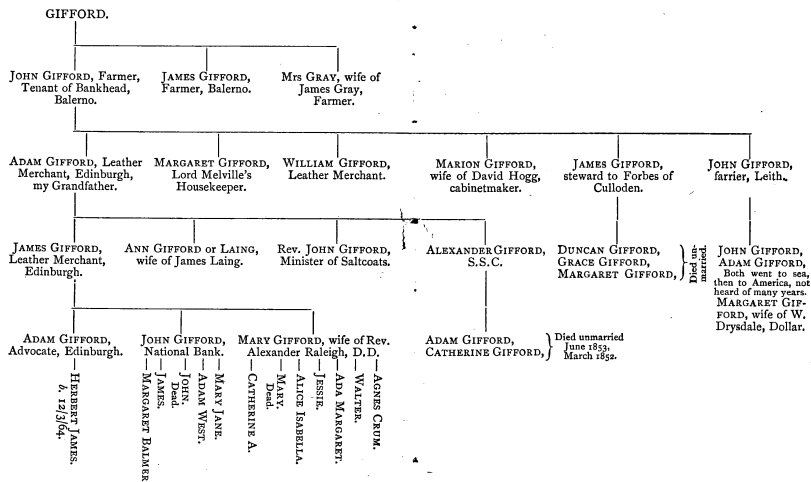 GIFFORD.
JOHN GIFFORD, Farmer,
Tenant of Bankhead,
Balerno.
JAMES GIFFORD,
Farmer, Balerno.
Mrs GRAY, wife of
James Gray,
Farmer.
ADAM GIFFORD, Leather
Merchant, Edinburgh,
my Grandfather.
MARGARET GIFFORD,
Lord Melville's
Housekeeper.
WILLIAM GIFFORD,
Leather Merchant.
MARION GIFFORD,
wife of David Hogg,
cabinetmaker.
JAMES GIFFORD,
steward to Forbes of
Culloden.
JOHN GIFFORD,
farrier, Leith.
JAMES GIFFORD,
Leather Merchant,
Edinburgh.
ANN GIFFORD OR LAING,
wife of James Laing.
Rev. JOHN GIFFORD,
Minister of Saltcoats.
ALEXANDER GIFFORD,
S.S.C.
DUNCAN GIFFORD,
GRACE GIFFORD,
MARGARET GIFFORD,
Died un-
married.
JOHN GIFFORD,
ADAM GIFFORD,
Both went to sea,
then to America, not
heard of many years.
MARGARET GIF-
FORD, wife of W.
Drysdale, Dollar.
ADAM GIFFORD,
Advocate, Edinburgh.
JOHN GIFFORD,
National Bank.
MARY GIFFORD, wife of Rev.
Alexander Raleigh, D.D.
ADAM GIFFORD,
CATHERINE GIFFORD,
Died unmarried
June 1853,
March 1852.
HERBERT JAMES.
b. 12/3/64.
MARGARET BALMER
JAMES.
JOHN.
Dead.
ADAM WEST.
MARY JANE.
CATHERINE A.
MARY.
Dead.
ALICE ISABELLA.
JESSIE.
ADA MARGARET.
WALTER.
AGNES CRUM.